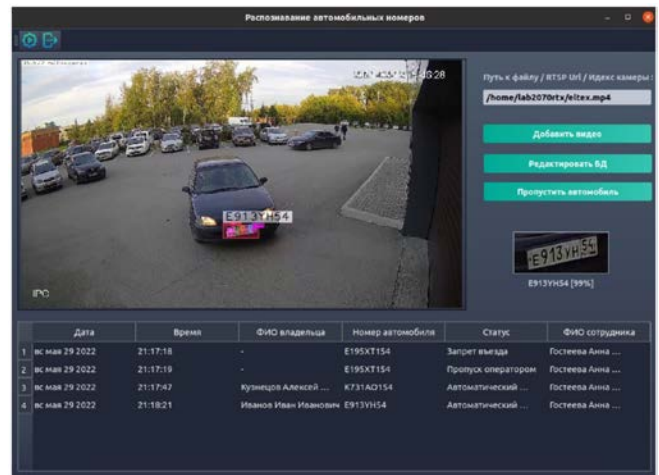 Распознавание автомобильных номеров
Путь к файлу / RTSP Url / Идекс камеры :
/home/lab2070rtx/eltex.mp4
Добавить видео
Редактировать БД
Пропустить автомобиль
E913YH54
IPC
E913YH 54
E913YH54 [99%]
Дата Время ФИО владельца Номер автомобиля Статус ФИО сотрудника
1 вс мая 29 2022 21:17:18 - E195XT154 Запрет въезда Гостеева Анна ...
2 вс мая 29 2022 21:17:19 - E195XT154 Пропуск оператором Гостеева Анна ...
3 вс мая 29 2022 21:17:47 Кузнецов Алексей ... K731AO154 Автоматический ... Гостеева Анна ...
4 вс мая 29 2022 21:18:21 Иванов Иван Иванович E913YH54 Автоматический ... Гостеева Анна ...